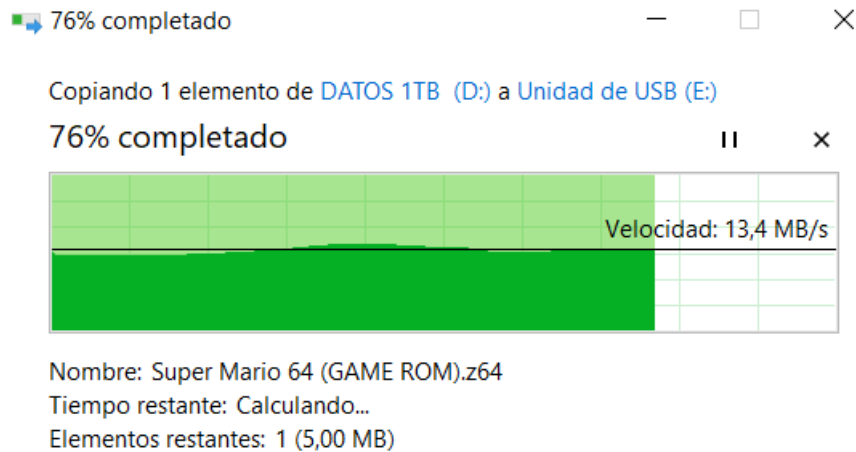 76% completado
Copiando 1 elemento de DATOS 1TB (D:) a Unidad de USB (E:)
76% completado
Velocidad: 13,4 MB/s
Nombre: Super Mario 64 (GAME ROM).z64
Tiempo restante: Calculando...
Elementos restantes: 1 (5,00 MB)